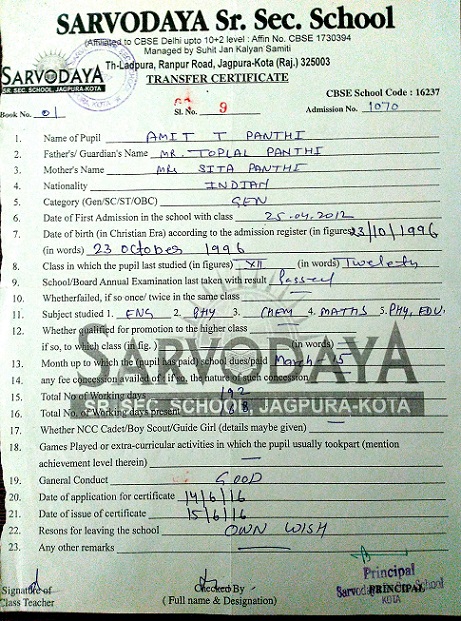 SARVODAYA Sr. Sec. School
(Affiliated to CBSE Delhi upto 10+2 level : Affin No. CBSE 1730394
Managed by Suhit Jan Kalyan Samiti
Th-Ladpura, Ranpur Road, Jagpura-Kota (Raj.) 325003
SARVODAYA
SR. SEC. SCHOOL, JAGPURA-KOTA
TRANSFER CERTIFICATE
CBSE School Code : 16237
Book No. 01 Sl. No. 9 Admission No. 1070
1. Name of Pupil AMIT T PANTHI
2. Father's/ Guardian's Name MR. TOPLAL PANTHI
3. Mother's Name MRS SITA PANTHI
4. Nationality INDIAN
5. Category (Gen/SC/ST/OBC) GEN
6. Date of First Admission in the school with class 25.04.2012
7. Date of birth (in Christian Era) according to the admission register (in figures) 23/10/1996
(in words) 23 October 1996
8. Class in which the pupil last studied (in figures) XII (in words)
9. School/Board Annual Examination last taken with result Passed
10. Whetherfailed, if so once/ twice in the same class
11. Subject studied 1. ENG 2. PHY 3. CHEM 4. MATHS 5. PHY, EDU.
12. Whether qualified for promotion to the higher class
if so, to which class (in fig.) (in words)
13. Month up to which the (pupil has paid) school dues/paid March
14. any fee concession availed of if so, the nature of such concession
15. Total No. of Working days 192
16. Total No. of Working days present
SARVODAYA
SR. SEC. SCHOOL, JAGPURA-KOTA
17. Whether NCC Cadet/Boy Scout/Guide Girl (details maybe given)
18. Games Played or extra-curricular activities in which the pupil usually tookpart (mention
achievement level therein)
19. Ganeral Conduct GOOD
20. Date of application for certificate 14/6/16
21. Date of issue of certificate 15/6/16
22. Resons for leaving the school OWN WISH
23. Any other remarks
Signature of
Class Teacher
Checked By
( Full name & Designation)
PRINCIPAL
Principal
Sarvodaya Sr. Sec. School
KOTA